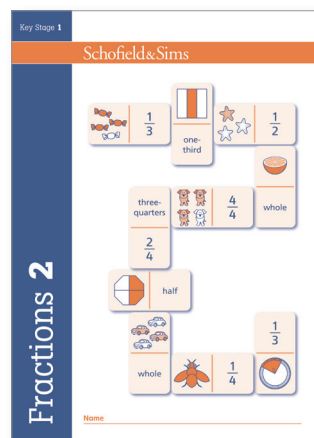 Key Stage 1
Schofield&Sims
1/3
one-
third
1/2
three-
quarters
4/4
whole
2/4
half
whole
1/4
1/3
Fractions 2
Name